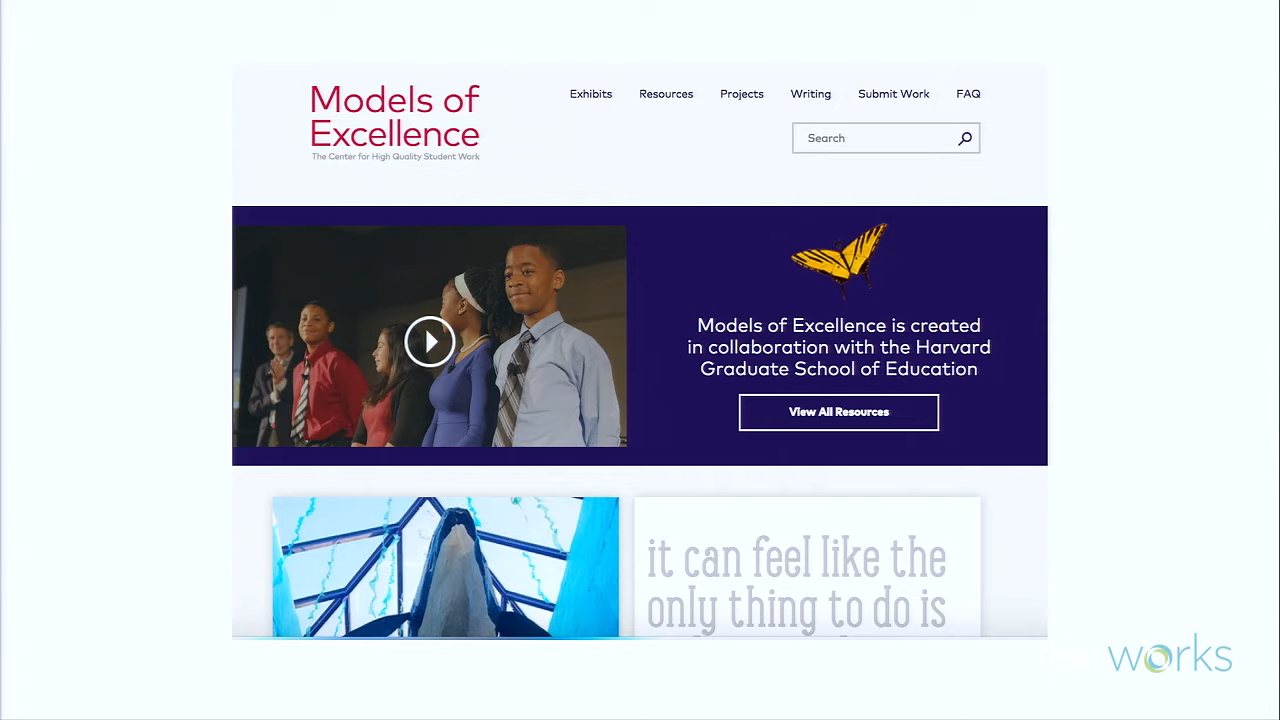 Models of
Excellence
The Center for High Quality Student Work
Exhibits Resources Projects Writing Submit Work FAQ
Search
Models of Excellence is created
in collaboration with the Harvard
Graduate School of Education
View All Resources
it can feel like the
only thing to do is
works